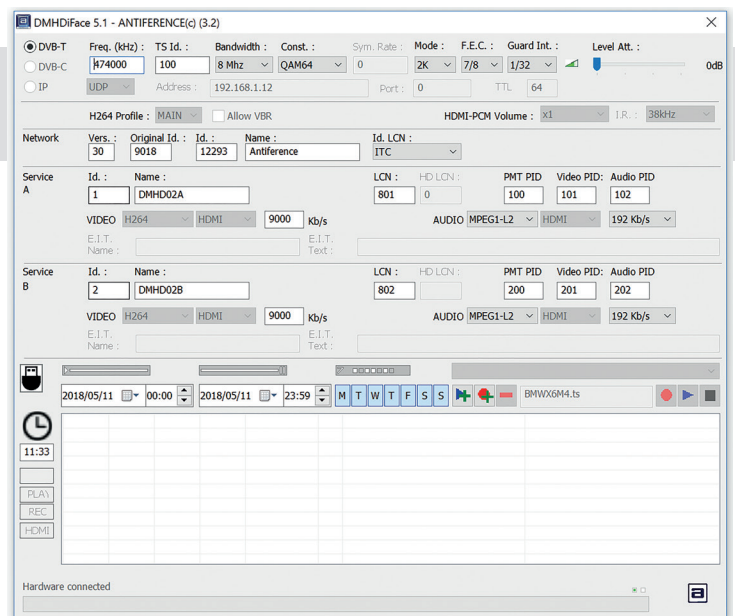 DMHDiFace 5.1 - ANTIFERENCE(c) (3.2)
DVB-T Freq. (kHz) : TS Id. : Bandwidth : Const. : Sym. Rate : Mode : F.E.C. : Guard Int. : Level Att. :
474000 100 8 Mhz QAM64 0 2K 7/8 1/32 0dB
DVB-C
IP UDP Address : 192.168.1.12 Port : 0 TTL 64
H264 Profile : MAIN Allow VBR HDMI-PCM Volume : x1 I.R. : 38kHz
Network Vers. : Original Id. : Id. : Name : Id. LCN :
30 9018 12293 Antiference ITC
Service Id. : Name : LCN : HD LCN : PMT PID Video PID: Audio PID
A 1 DMHD02A 801 0 100 101 102
VIDEO H264 HDMI 9000 Kb/s AUDIO MPEG1-L2 HDMI 192 Kb/s
E.I.T. E.I.T.
Name : Text :
Service Id. : Name : LCN : HD LCN : PMT PID Video PID: Audio PID
B 2 DMHD02B 802 200 201 202
VIDEO H264 HDMI 9000 Kb/s AUDIO MPEG1-L2 HDMI 192 Kb/s
E.I.T. E.I.T.
Name : Text :
2018/05/11 00:00 2018/05/11 23:59 M T W T F S S BMWX6M4.ts
11:33
PLAY
REC
HDMI
Hardware connected
a